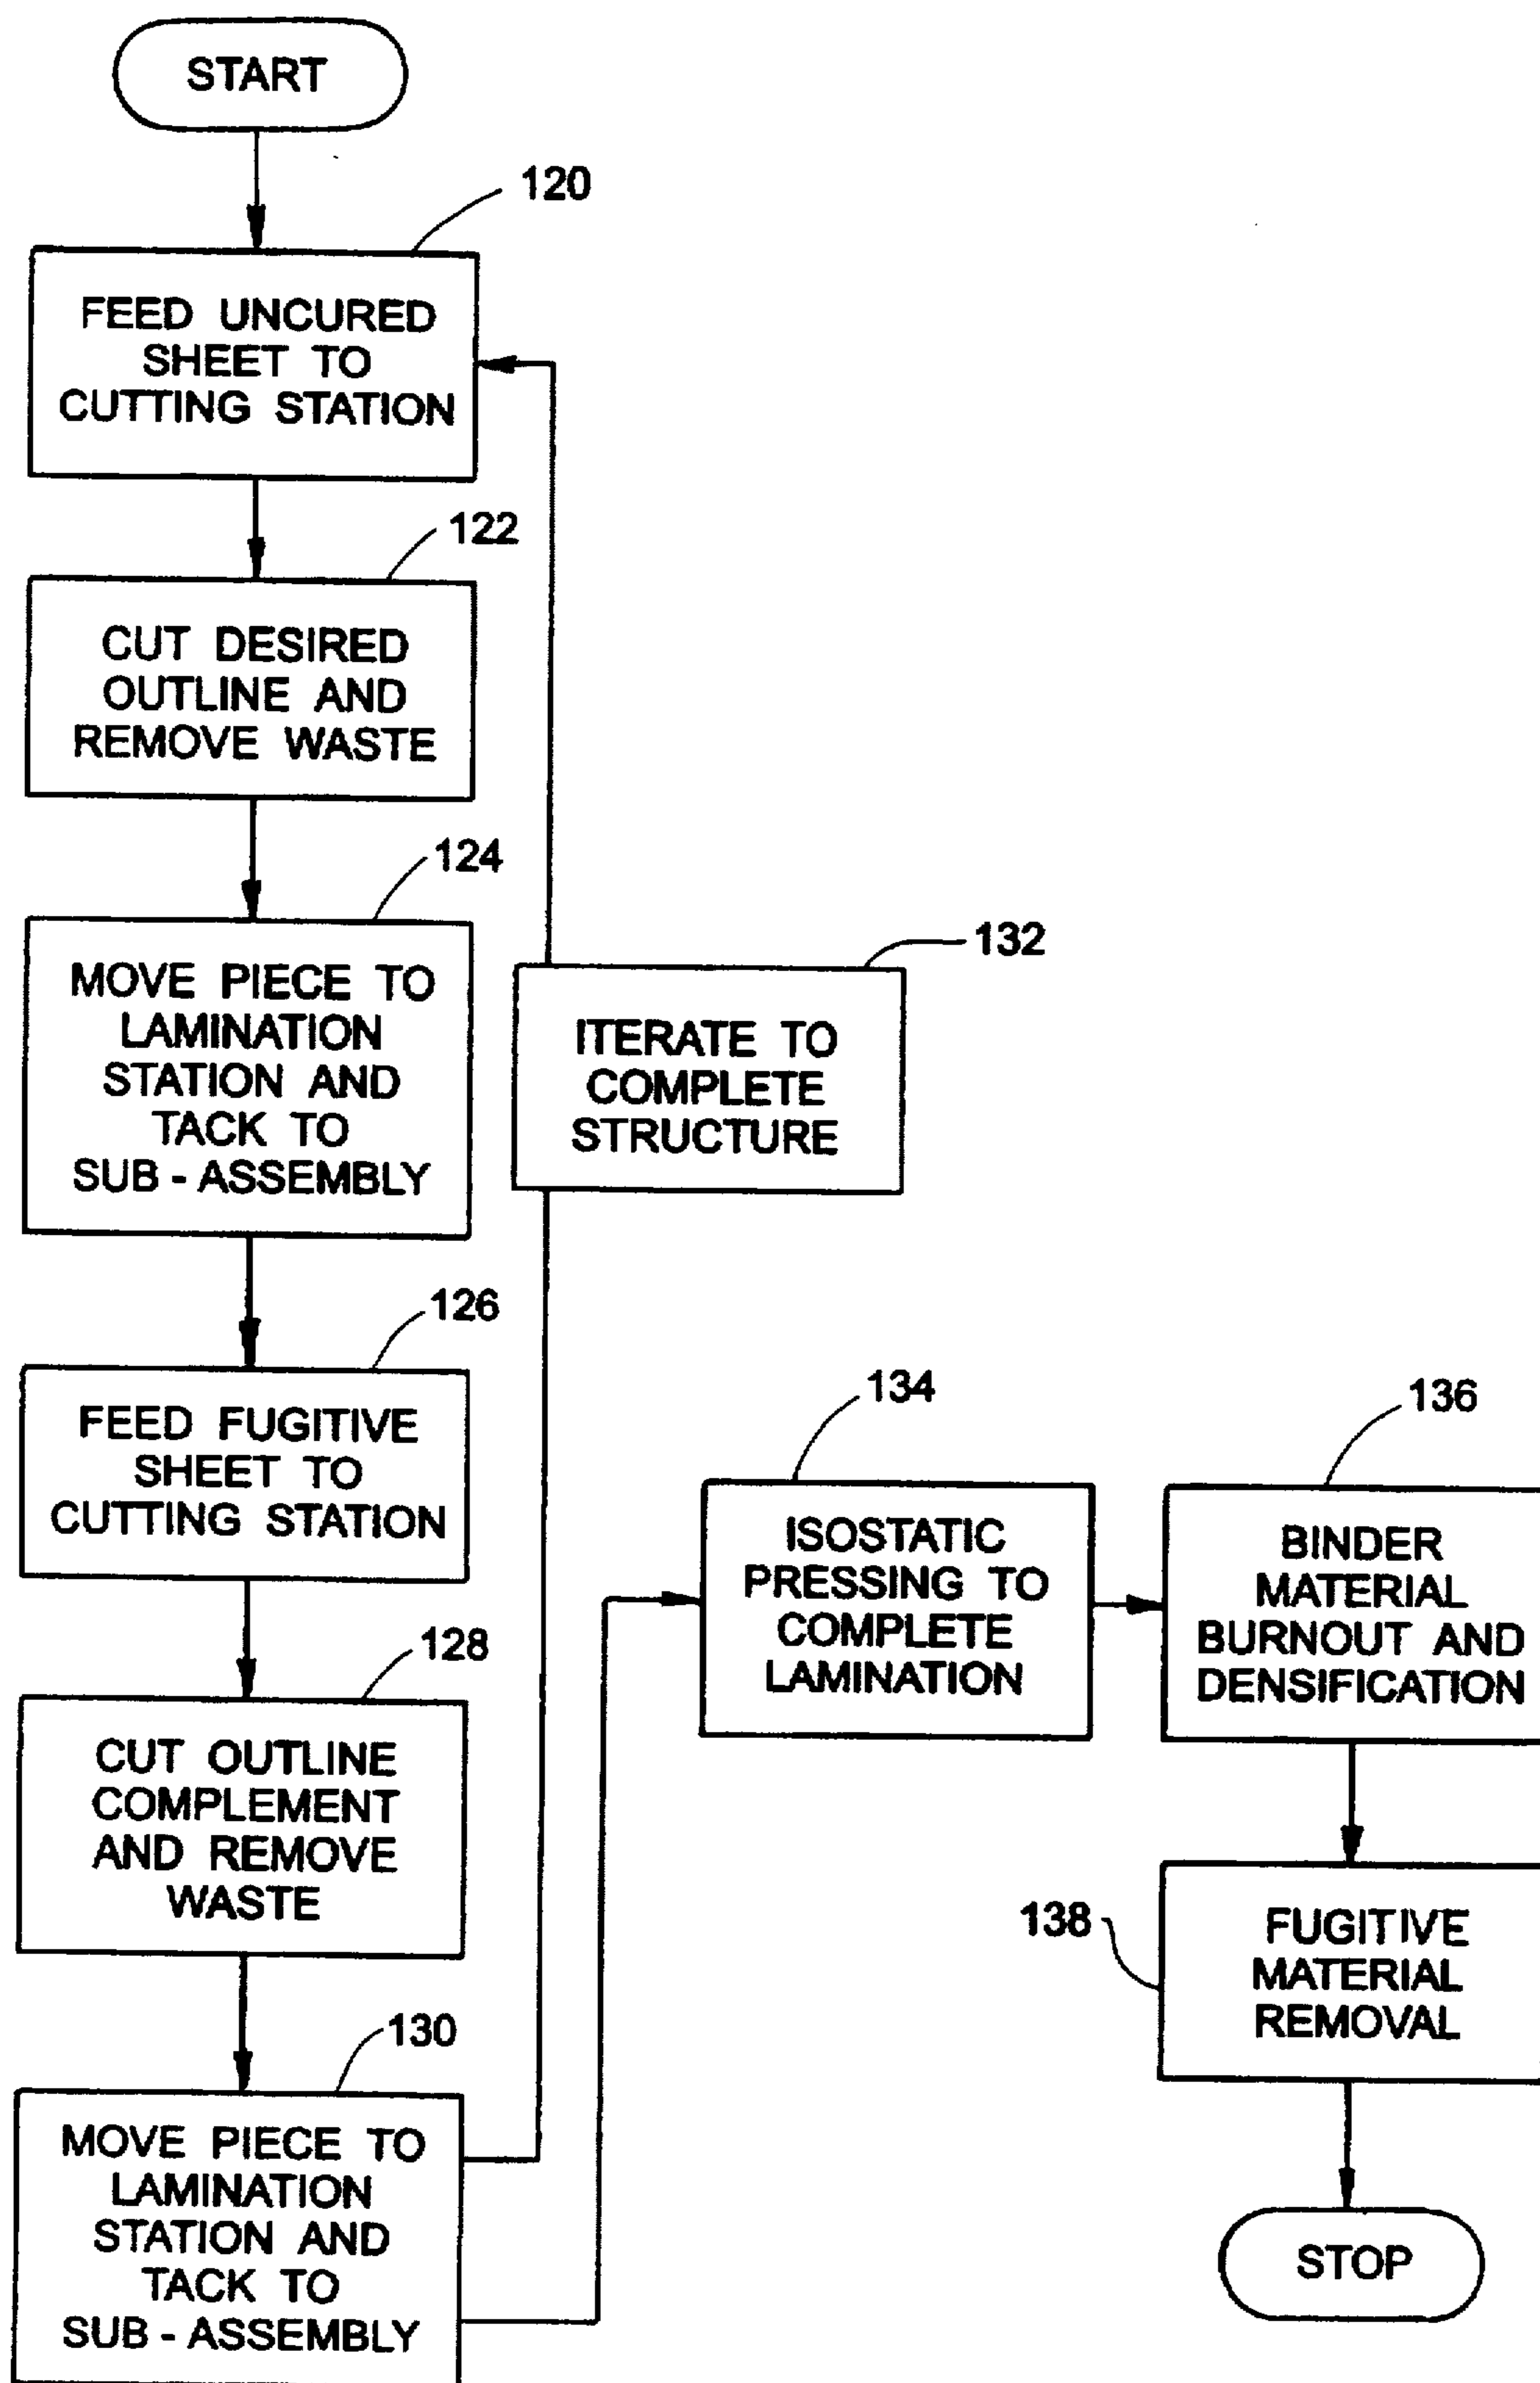 START
120
FEED UNCURED
SHEET TO
CUTTING STATION
122
CUT DESIRED
OUTLINE AND
REMOVE WASTE
124
MOVE PIECE TO
LAMINATION
STATION AND
TACK TO
SUB - ASSEMBLY
132
ITERATE TO
COMPLETE
STRUCTURE
126
FEED FUGITIVE
SHEET TO
CUTTING STATION
128
CUT OUTLINE
COMPLEMENT
AND REMOVE
WASTE
130
MOVE PIECE TO
LAMINATION
STATION AND
TACK TO
SUB - ASSEMBLY
134
ISOSTATIC
PRESSING TO
COMPLETE
LAMINATION
136
BINDER
MATERIAL
BURNOUT AND
DENSIFICATION
138
FUGITIVE
MATERIAL
REMOVAL
STOP